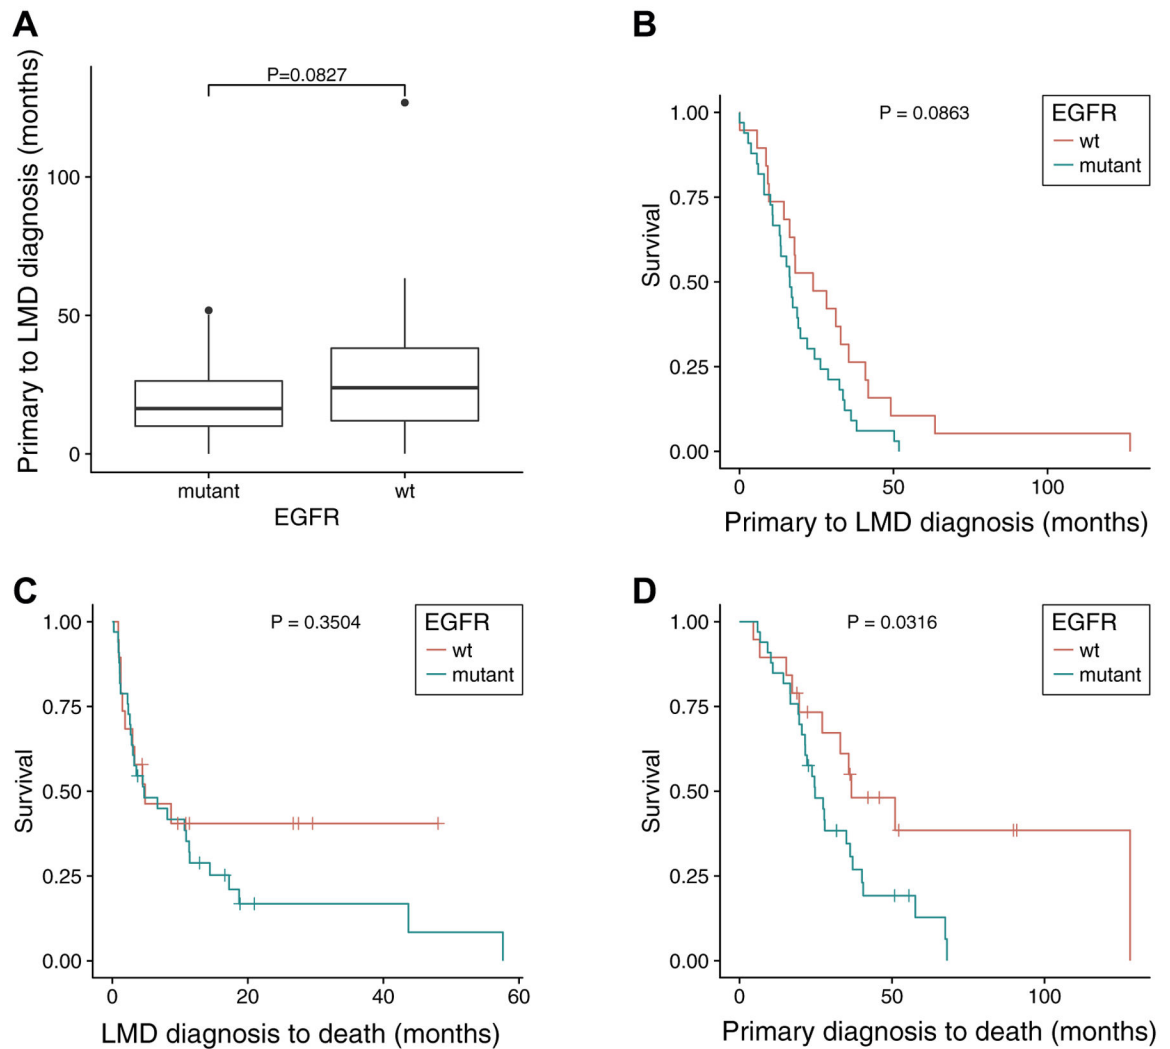 A
Primary to LMD diagnosis (months)
P=0.0827
100
50
0
mutant wt
EGFR
B
Survival
1.00
0.75
0.50
0.25
0.00
P = 0.0863
EGFR
wt
mutant
0 50 100
Primary to LMD diagnosis (months)
C
Survival
1.00
0.75
0.50
0.25
0.00
P = 0.3504
EGFR
wt
mutant
0 20 40 60
LMD diagnosis to death (months)
D
Survival
1.00
0.75
0.50
0.25
0.00
P = 0.0316
EGFR
wt
mutant
0 50 100
Primary diagnosis to death (months)